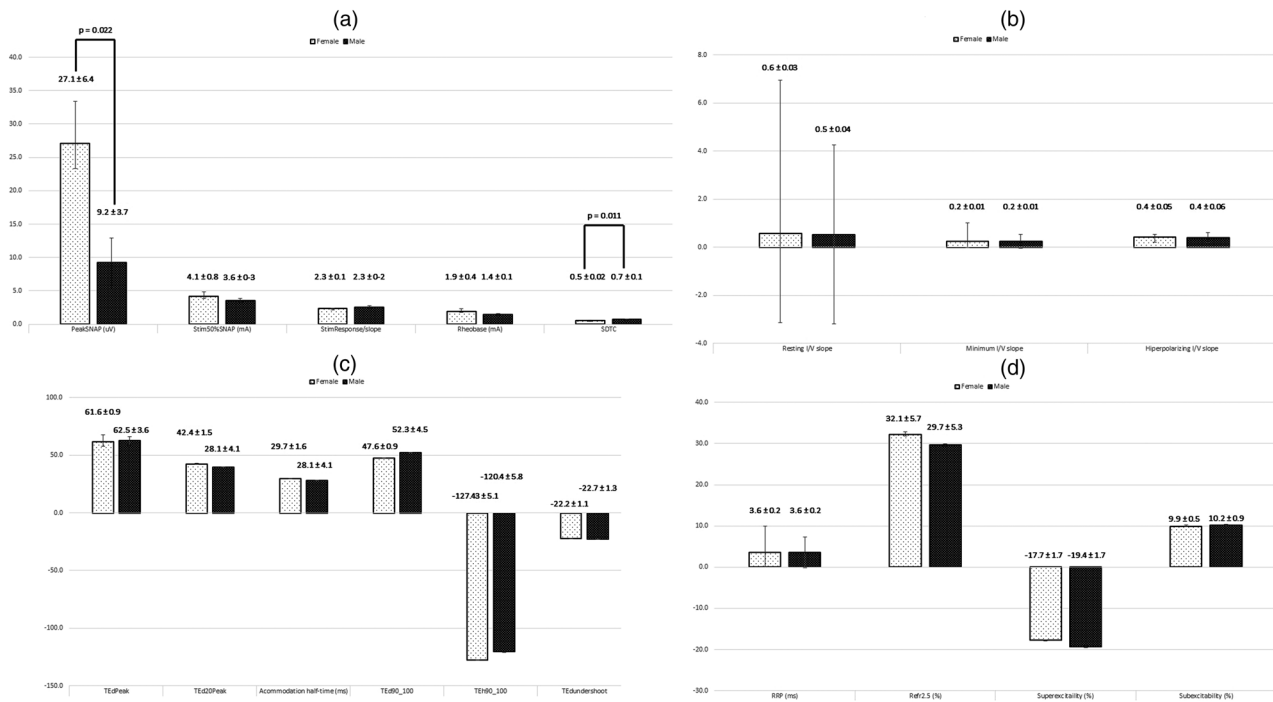 (a)
Female Male
p = 0.022
40.0
35.0
30.0
25.0
20.0
15.0
10.0
5.0
0.0
27.1 ± 6.4
9.2 ± 3.7
4.1 ± 0.8 3.6 ± 0-3
2.3 ± 0.1 2.3 ± 0-2
1.9 ± 0.4 1.4 ± 0.1
p = 0.011
0.5 ± 0.02 0.7 ± 0.1
PeakSNAP (uV) Stim50%SNAP (mA) StimResponse/slope Rheobase (mA) SDTC
(b)
Female Male
8.0
6.0
4.0
2.0
0.0
-2.0
-4.0
0.6 ± 0.03
0.5 ± 0.04
0.2 ± 0.01 0.2 ± 0.01
0.4 ± 0.05 0.4 ± 0.06
Resting I/V slope Minimum I/V slope Hiperpolarizing I/V slope
(c)
Female Male
100.0
50.0
0.0
-50.0
-100.0
-150.0
61.6 ± 0.9
62.5 ± 3.6
42.4 ± 1.5
28.1 ± 4.1
29.7 ± 1.6
28.1 ± 4.1
47.6 ± 0.9
52.3 ± 4.5
-127.43 ± 5.1
-120.4 ± 5.8
-22.2 ± 1.1
-22.7 ± 1.3
TEdPeak TEd20Peak Acommodation half-time (ms) TEd90_100 TEh90_100 TEdundershoot
(d)
Female Male
40.0
30.0
20.0
10.0
0.0
-10.0
-20.0
-30.0
3.6 ± 0.2 3.6 ± 0.2
32.1 ± 5.7
29.7 ± 5.3
-17.7 ± 1.7 -19.4 ± 1.7
9.9 ± 0.5 10.2 ± 0.9
RRP (ms) Refr2.5 (%) Superexcitaility (%) Subexcitability (%)